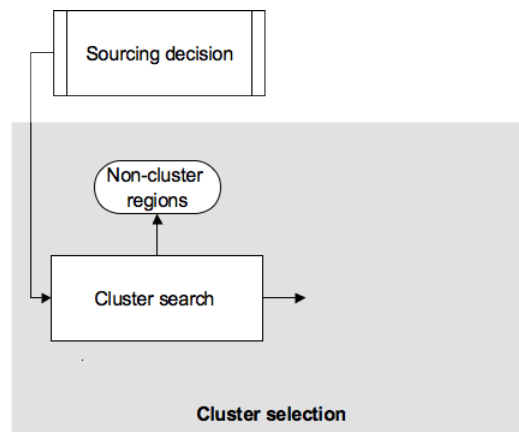 Sourcing decision
Non-cluster
regions
Cluster search
Cluster selection